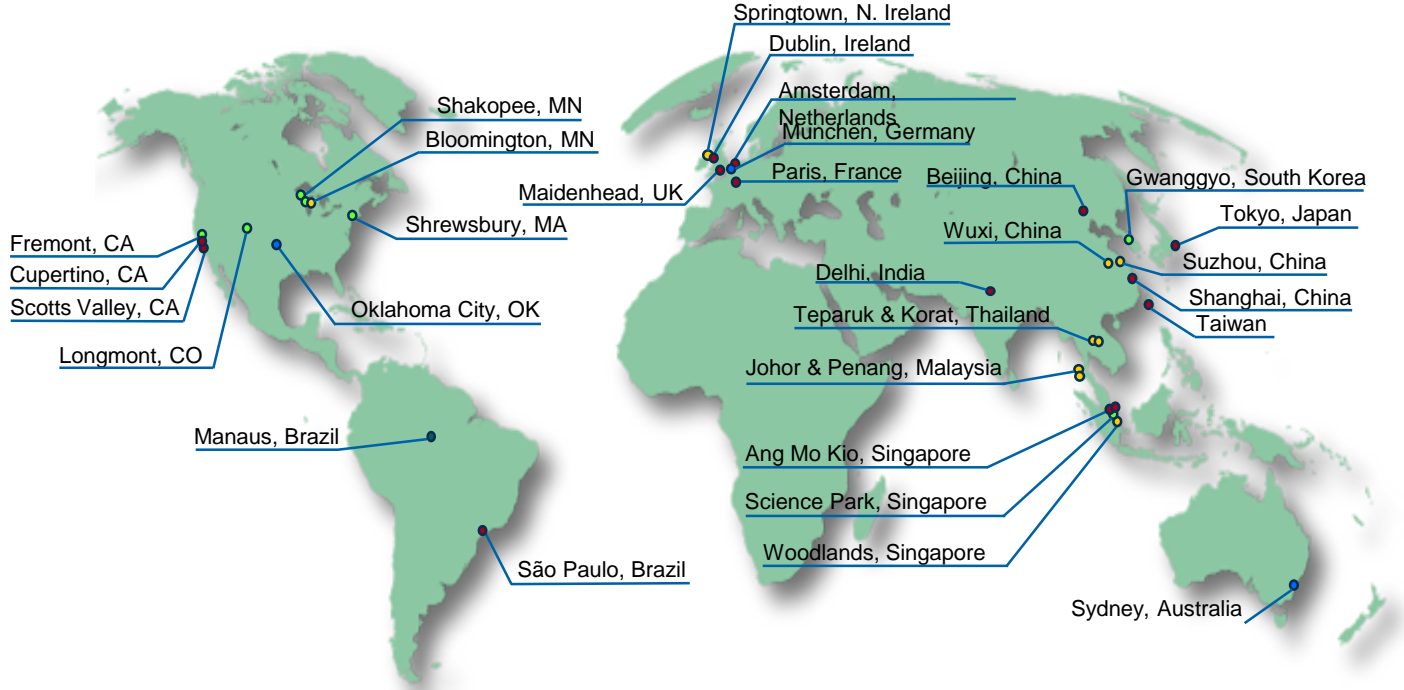 Springtown, N. Ireland
Dublin, Ireland
Amsterdam,
Netherlands
Munchen, Germany
Shakopee, MN
Bloomington, MN
Maidenhead, UK
Paris, France
Beijing, China
Gwanggyo, South Korea
Shrewsbury, MA
Tokyo, Japan
Fremont, CA
Wuxi, China
Cupertino, CA
Delhi, India
Suzhou, China
Scotts Valley, CA
Oklahoma City, OK
Shanghai, China
Teparuk & Korat, Thailand
Taiwan
Longmont, CO
Johor & Penang, Malaysia
Manaus, Brazil
Ang Mo Kio, Singapore
Science Park, Singapore
Woodlands, Singapore
São Paulo, Brazil
Sydney, Australia